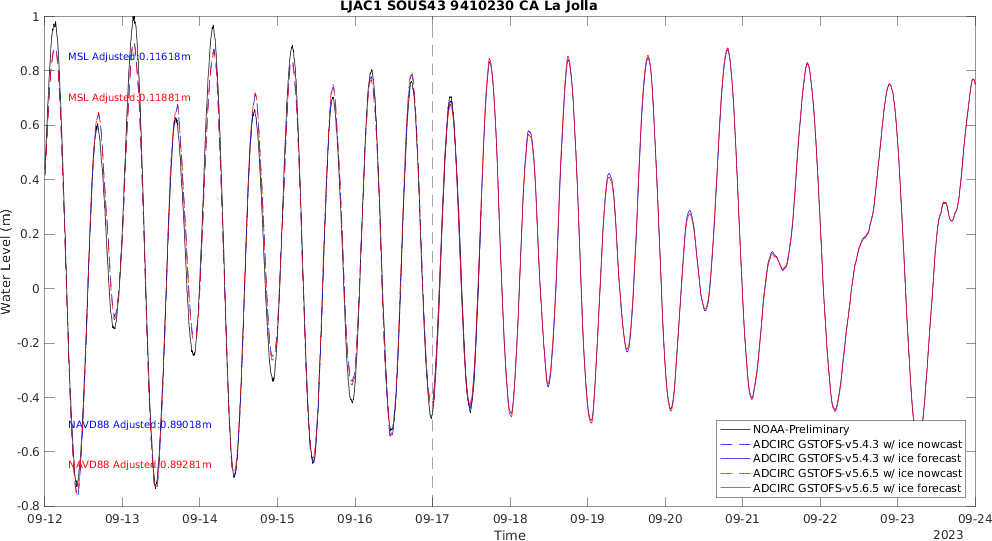 LJAC1 SOUS43 9410230 CA La Jolla
1
0.8
0.6
0.4
0.2
0
-0.2
-0.4
-0.6
-0.8
Water Level (m)
MSL Adjusted:0.11618m
MSL Adjusted:0.11881m
NAVD88 Adjusted:0.89018m
NAVD88 Adjusted:0.89281m
NOAA-Preliminary
ADCIRC GSTOFS-v5.4.3 w/ ice nowcast
ADCIRC GSTOFS-v5.4.3 w/ ice forecast
ADCIRC GSTOFS-v5.6.5 w/ ice nowcast
ADCIRC GSTOFS-v5.6.5 w/ ice forecast
09-12 09-13 09-14 09-15 09-16 09-17 09-18 09-19 09-20 09-21 09-22 09-23 09-24
Time
2023